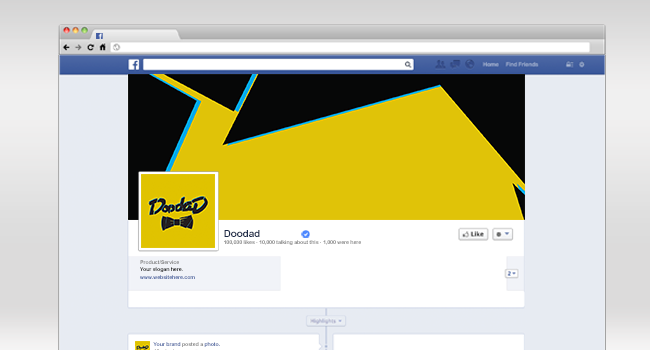 Home Find Friends
DoodaD
Doodad
100,000 likes · 10,000 talking about this · 1,000 were here
Like
Product/Service
Your slogan here.
www.websitehere.com
2
Highlights
DoodaD
Your brand posted a photo.